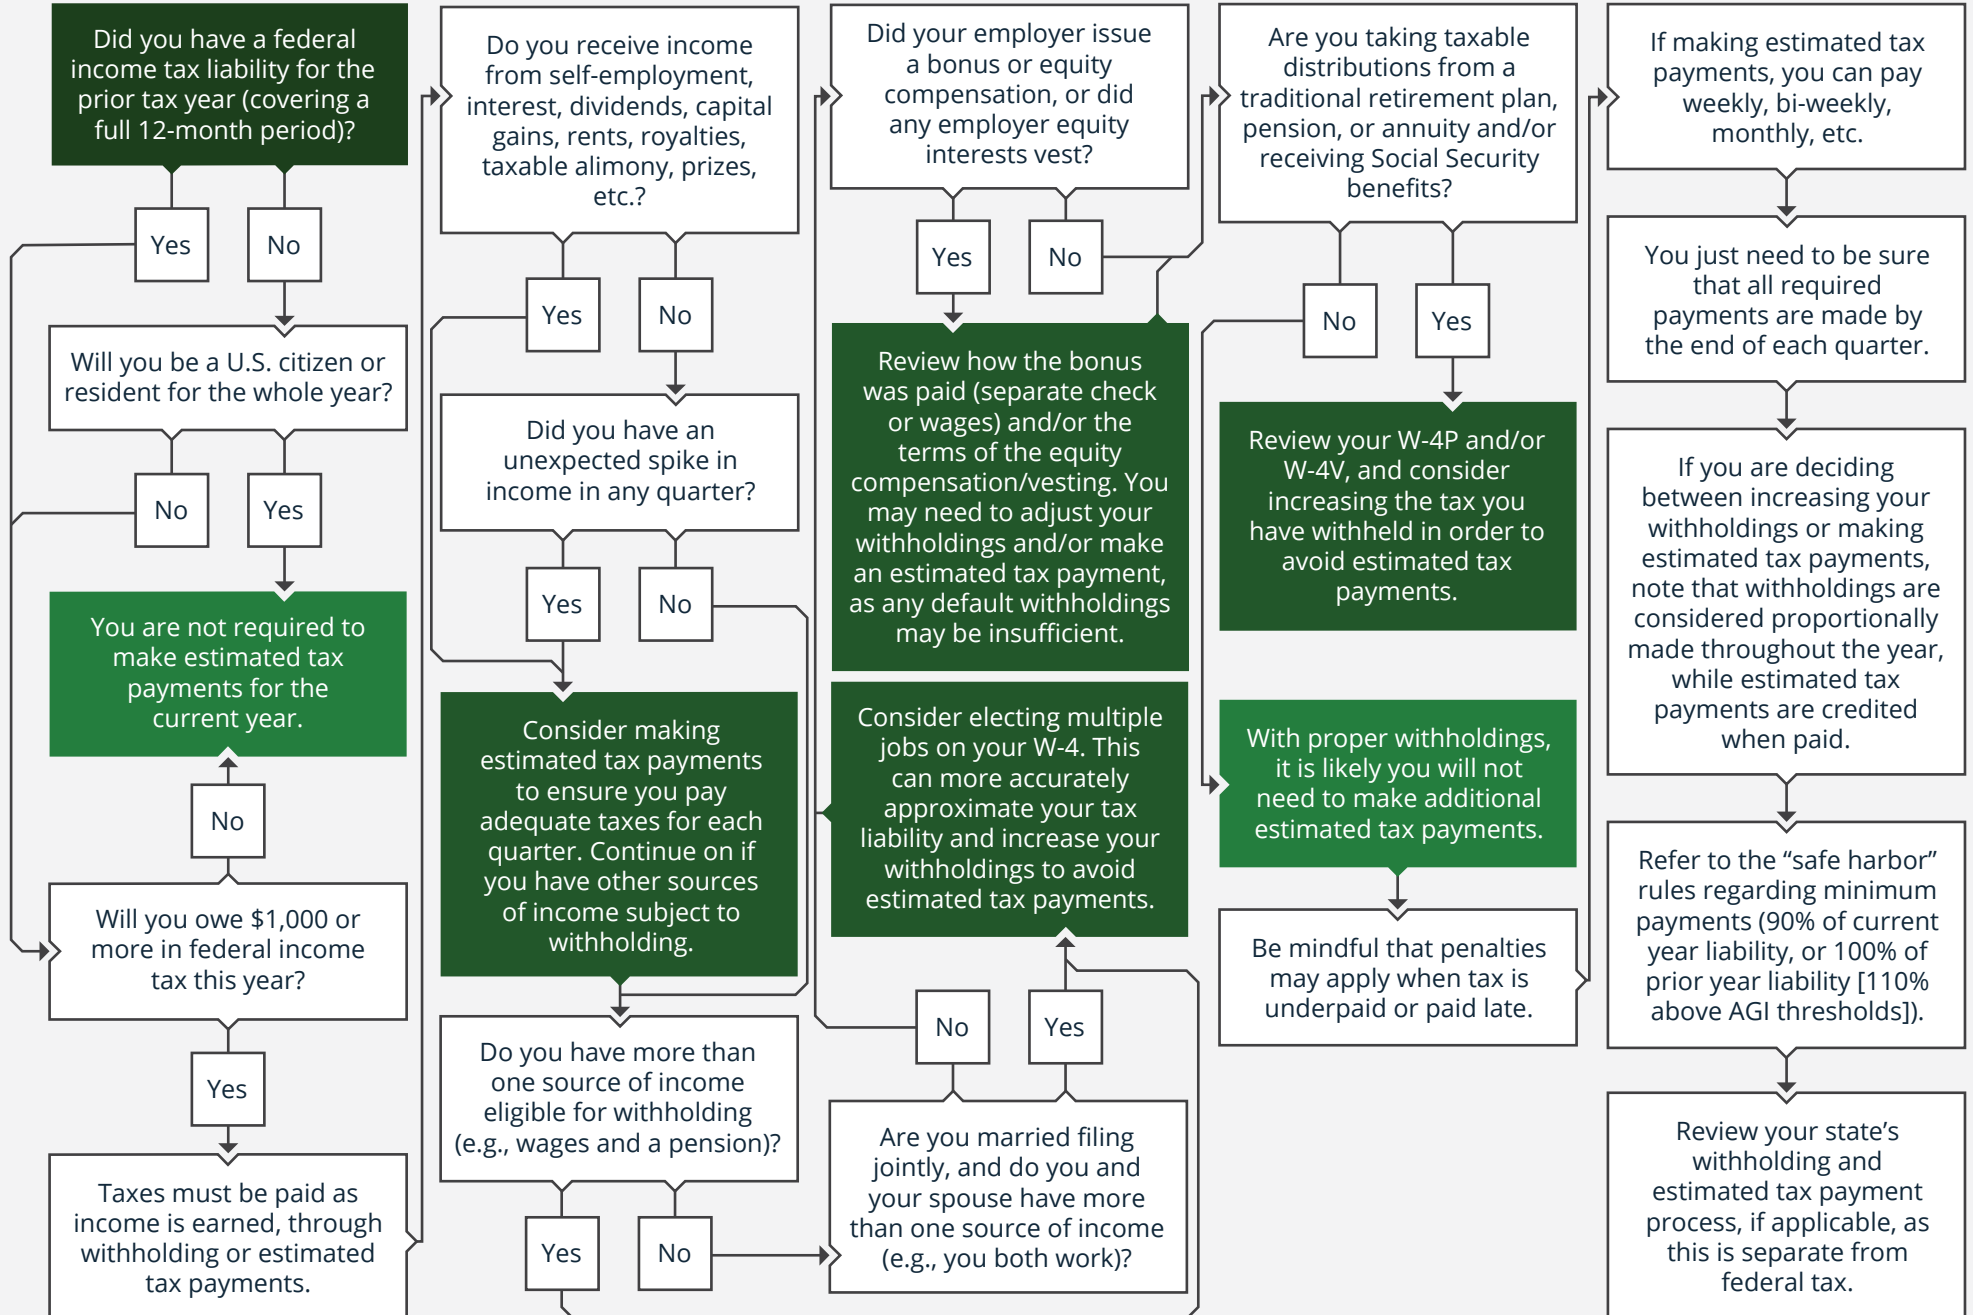 Did you have a federal
income tax liability for the
prior tax year (covering a
full 12-month period)?
Yes
No
Will you be a U.S. citizen or
resident for the whole year?
No
Yes
You are not required to
make estimated tax
payments for the
current year.
No
Will you owe $1,000 or
more in federal income
tax this year?
Yes
Taxes must be paid as
income is earned, through
withholding or estimated
tax payments.
Do you receive income
from self-employment,
interest, dividends, capital
gains, rents, royalties,
taxable alimony, prizes,
etc.?
Yes
No
Did you have an
unexpected spike in
income in any quarter?
Yes
No
Consider making
estimated tax payments
to ensure you pay
adequate taxes for each
quarter. Continue on if
you have other sources
of income subject to
withholding.
Do you have more than
one source of income
eligible for withholding
(e.g., wages and a pension)?
Yes
No
Did your employer issue
a bonus or equity
compensation, or did
any employer equity
interests vest?
Yes
No
Review how the bonus
was paid (separate check
or wages) and/or the
terms of the equity
compensation/vesting. You
may need to adjust your
withholdings and/or make
an estimated tax payment,
as any default withholdings
may be insufficient.
Consider electing multiple
jobs on your W-4. This
can more accurately
approximate your tax
liability and increase your
withholdings to avoid
estimated tax payments.
No
Yes
Are you married filing
jointly, and do you and
your spouse have more
than one source of income
(e.g., you both work)?
Are you taking taxable
distributions from a
traditional retirement plan,
pension, or annuity and/or
receiving Social Security
benefits?
No
Yes
Review your W-4P and/or
W-4V, and consider
increasing the tax you
have withheld in order to
avoid estimated tax
payments.
With proper withholdings,
it is likely you will not
need to make additional
estimated tax payments.
Be mindful that penalties
may apply when tax is
underpaid or paid late.
If making estimated tax
payments, you can pay
weekly, bi-weekly,
monthly, etc.
You just need to be sure
that all required
payments are made by
the end of each quarter.
If you are deciding
between increasing your
withholdings or making
estimated tax payments,
note that withholdings are
considered proportionally
made throughout the year,
while estimated tax
payments are credited
when paid.
Refer to the “safe harbor”
rules regarding minimum
payments (90% of current
year liability, or 100% of
prior year liability [110%
above AGI thresholds]).
Review your state’s
withholding and
estimated tax payment
process, if applicable, as
this is separate from
federal tax.